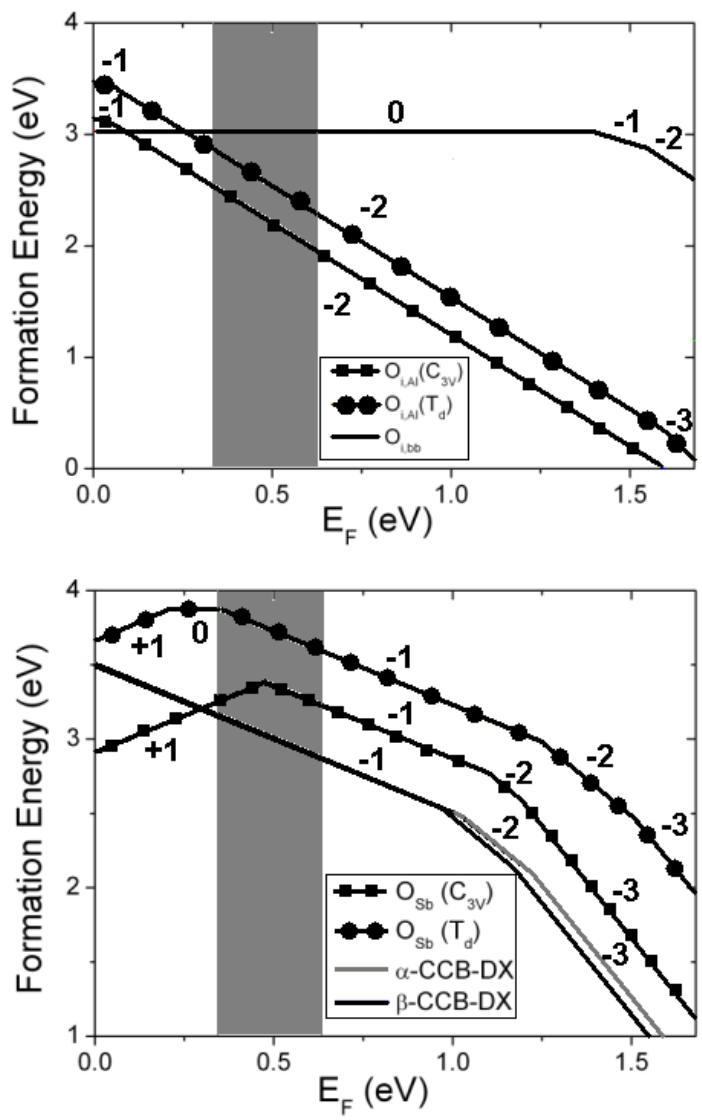 4
-1
-1
3
0
-1
-2
-2
2
-2
1
-3
0
O_{i,Al}(C_{3V})
O_{i,Al}(T_d)
O_{i,bb}
0.0 0.5 1.0 1.5
E_F (eV)
Formation Energy (eV)
4
+1
0
-1
3
+1
-1
-2
-1
-2
-2
-3
2
-3
-3
1
O_{Sb} (C_{3V})
O_{Sb} (T_d)
α-CCB-DX
β-CCB-DX
0.0 0.5 1.0 1.5
E_F (eV)
Formation Energy (eV)